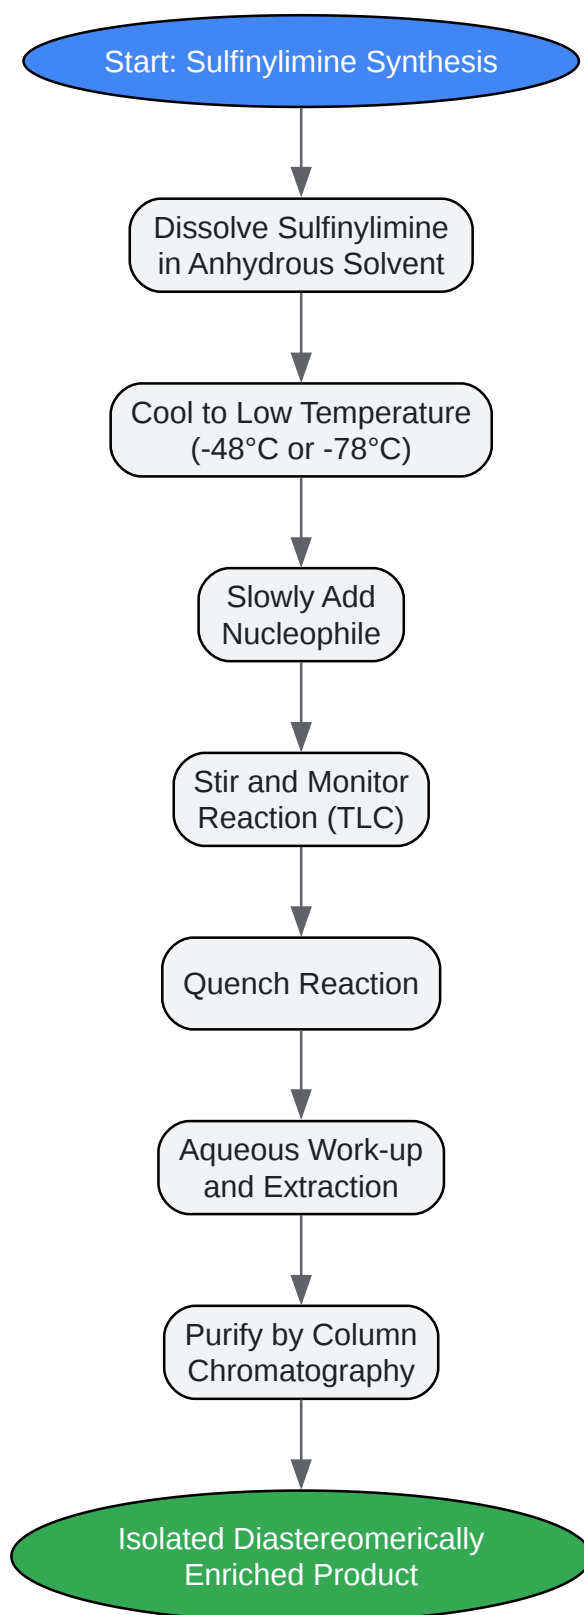 Start: Sulfinylimine Synthesis
Dissolve Sulfinylimine
in Anhydrous Solvent
Cool to Low Temperature
(-48°C or -78°C)
Slowly Add
Nucleophile
Stir and Monitor
Reaction (TLC)
Quench Reaction
Aqueous Work-up
and Extraction
Purify by Column
Chromatography
Isolated Diastereomerically
Enriched Product